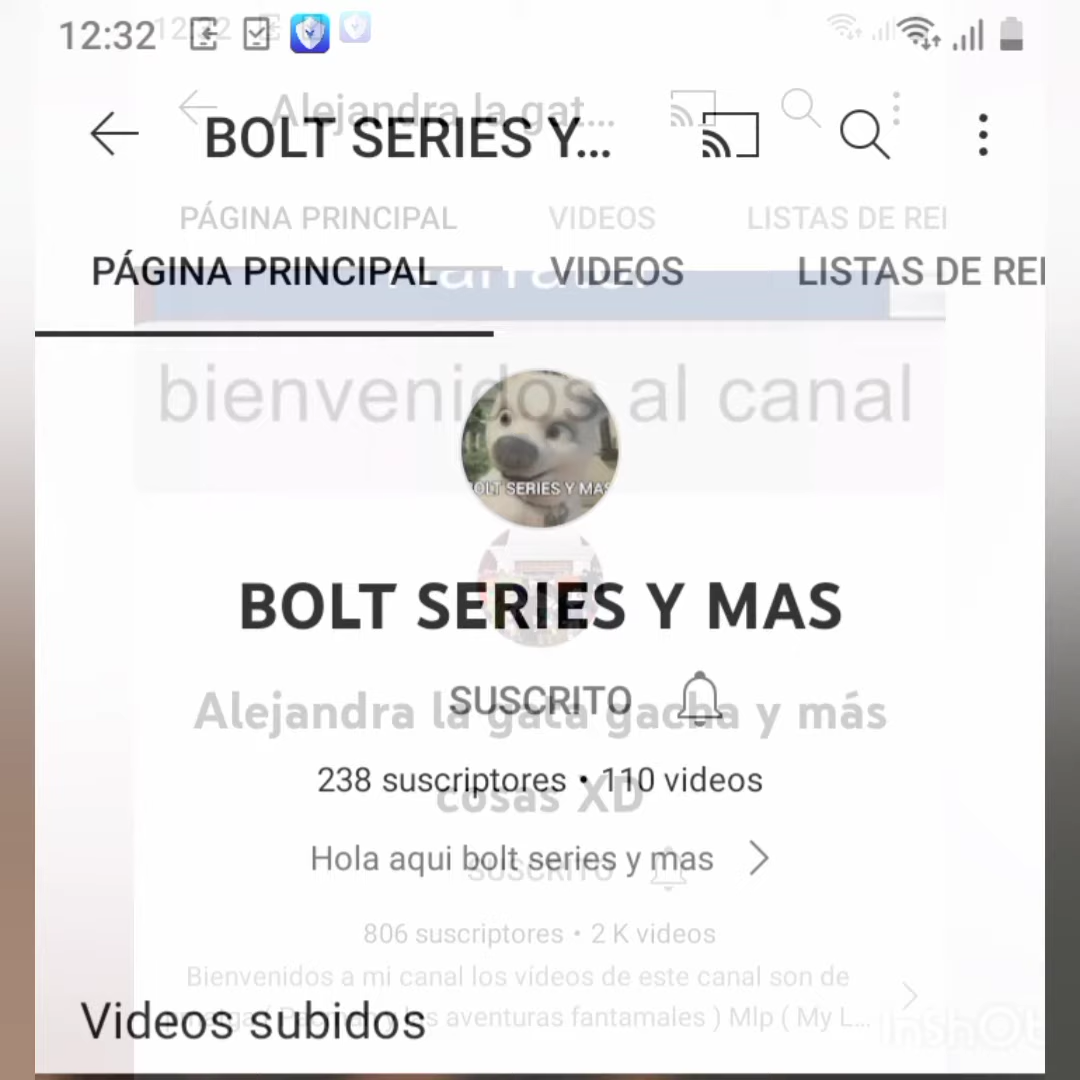 12:32
12:32
Alejandra la gat...
BOLT SERIES Y...
PÁGINA PRINCIPAL VIDEOS LISTAS DE REI
PÁGINA PRINCIPAL VIDEOS LISTAS DE REI
bienvenidos al canal
BOLT SERIES Y MAS
BOLT SERIES Y MAS
SUSCRITO
Alejandra la gata gacha y más
238 suscriptores • 110 videos
cosas XD
Hola aqui bolt series y mas
SUSCRITO
806 suscriptores • 2 K videos
Bienvenidos a mi canal los vídeos de este canal son de
aventuras fantamales ) Mlp ( My L...
Videos subidos
InShOt